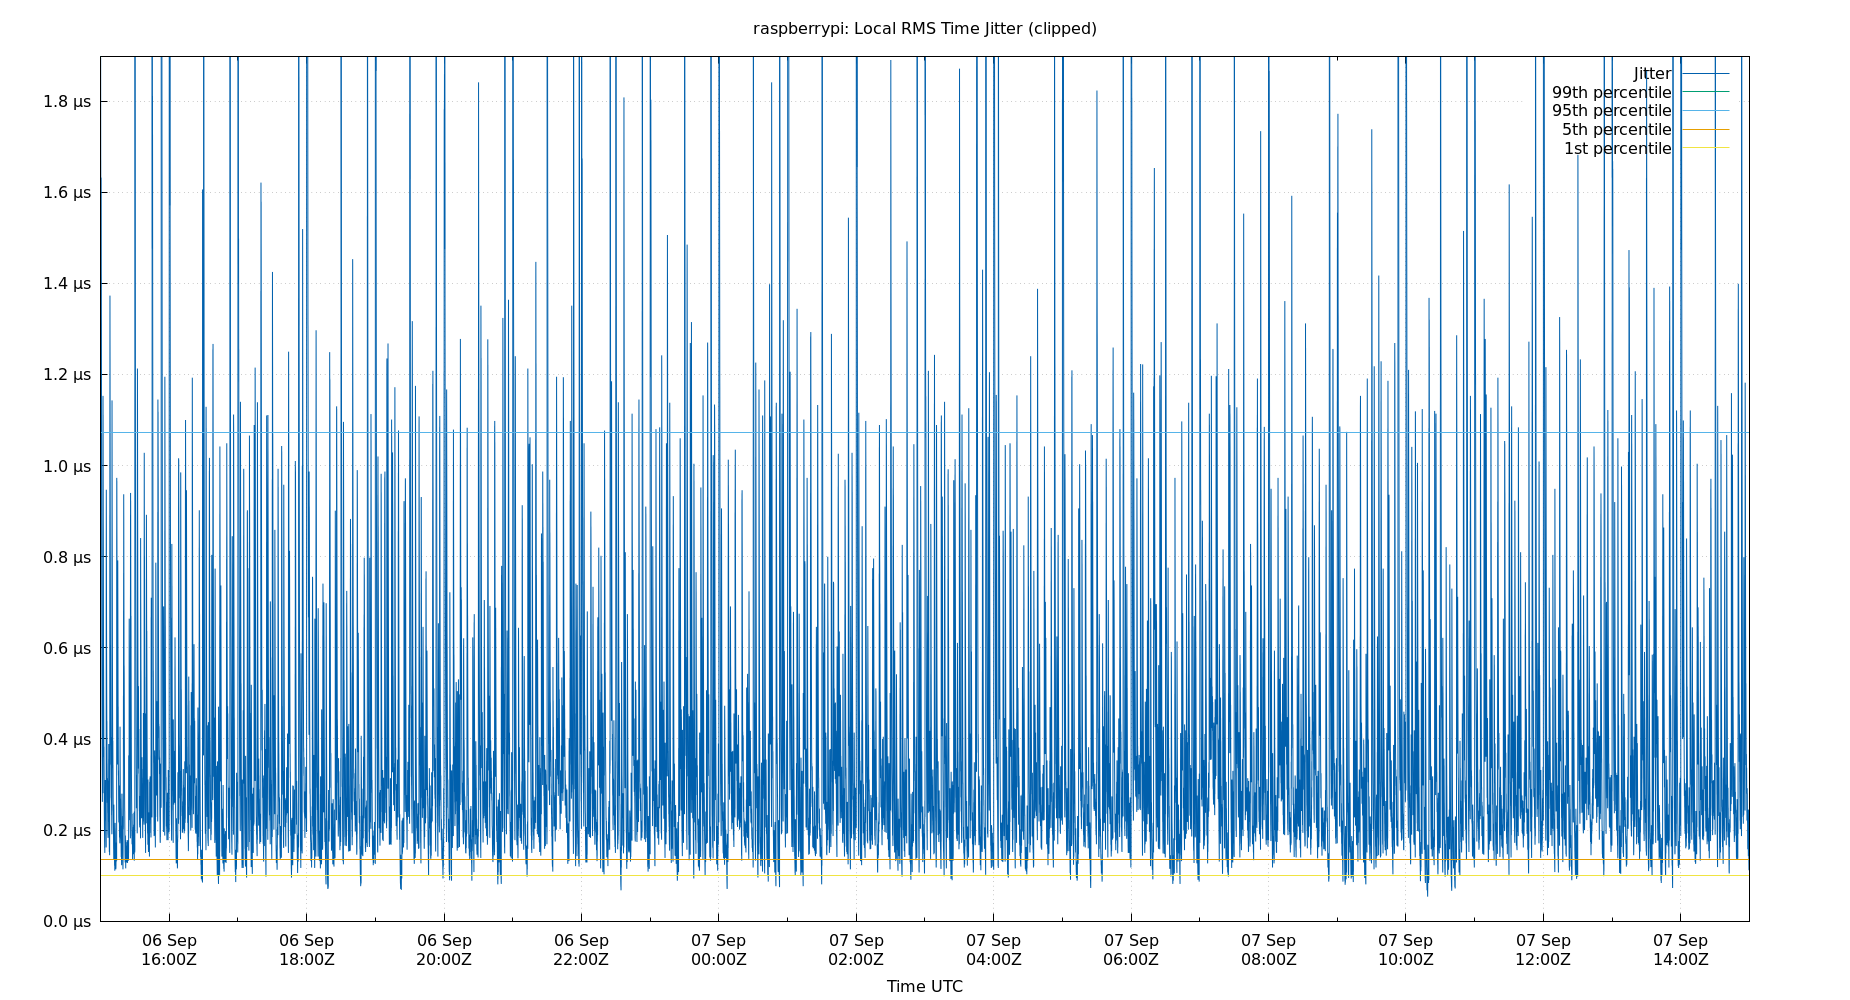 raspberrypi: Local RMS Time Jitter (clipped)
Jitter
99th percentile
95th percentile
5th percentile
1st percentile
1.8 µs
1.6 µs
1.4 µs
1.2 µs
1.0 µs
0.8 µs
0.6 µs
0.4 µs
0.2 µs
0.0 µs
06 Sep 06 Sep 06 Sep 06 Sep 07 Sep 07 Sep 07 Sep 07 Sep 07 Sep 07 Sep 07 Sep 07 Sep
16:00Z 18:00Z 20:00Z 22:00Z 00:00Z 02:00Z 04:00Z 06:00Z 08:00Z 10:00Z 12:00Z 14:00Z
Time UTC